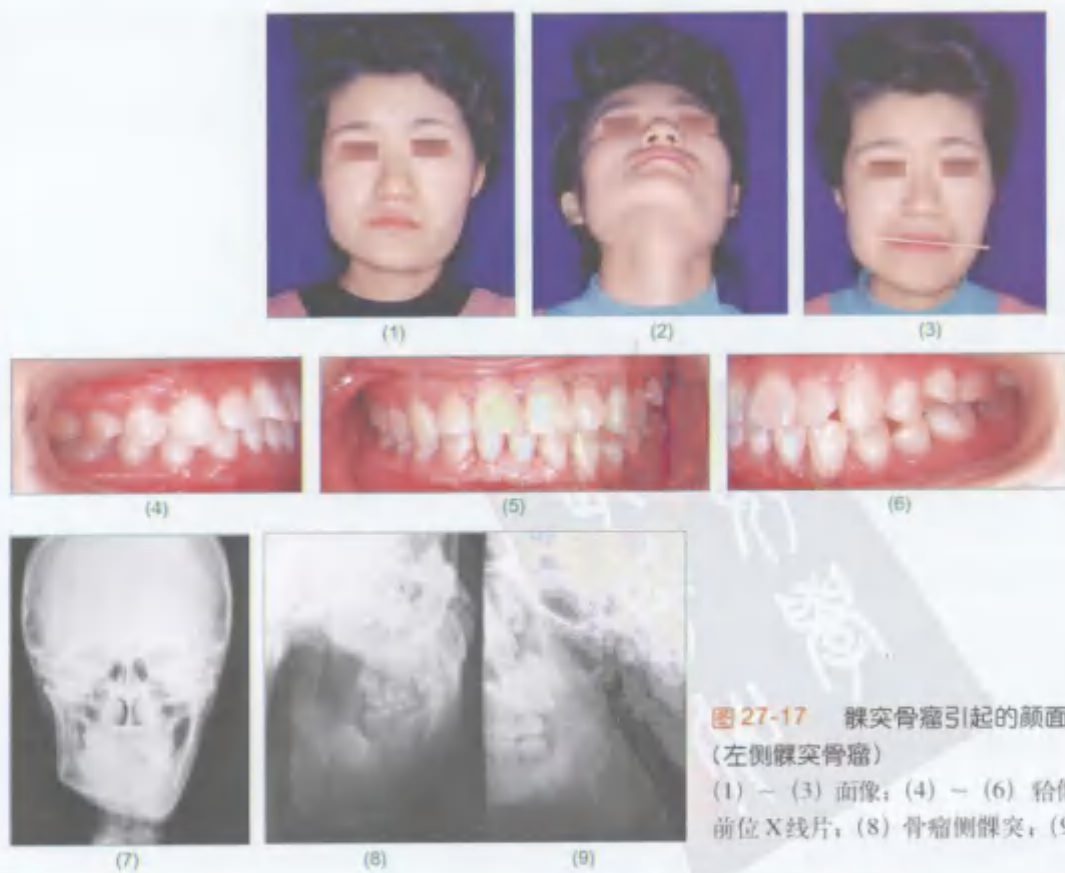 (1)
(2)
(3)
(4)
(5)
(6)
(7)
(8)
(9)
图 27-17 髁突骨瘤引起的颜面
(左侧髁突骨瘤)
(1) ~ (3) 面像；(4) ~ (6) 𬌗像
前位 X 线片；(8) 骨瘤侧髁突；(9